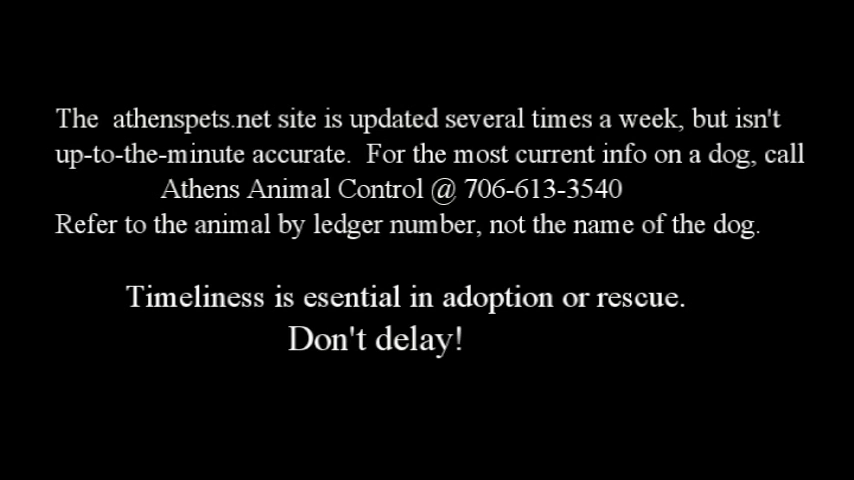 The  athenspets.net site is updated several times a week, but isn't
up-to-the-minute accurate.  For the most current info on a dog, call
Athens Animal Control @ 706-613-3540
Refer to the animal by ledger number, not the name of the dog.
Timeliness is esential in adoption or rescue.
Don't delay!